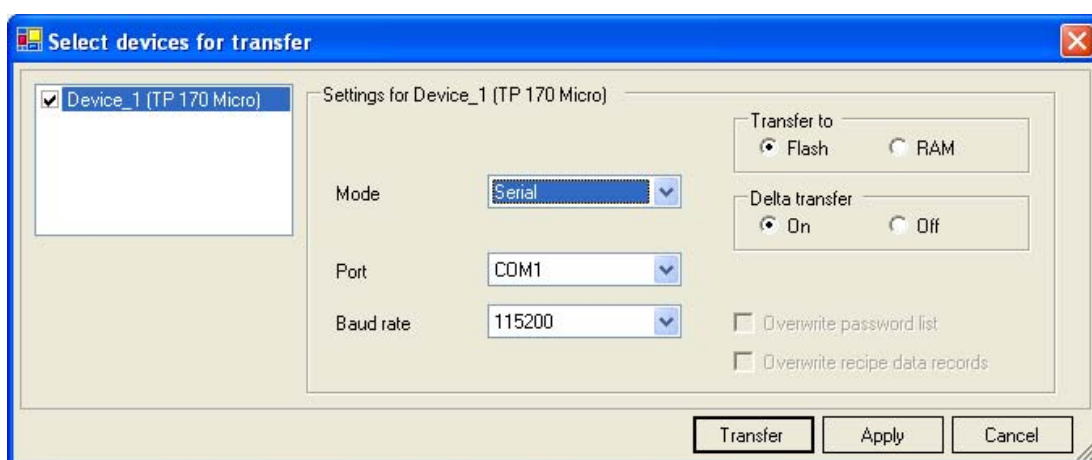 Select devices for transfer
Device_1 (TP 170 Micro)
Settings for Device_1 (TP 170 Micro)
Transfer to
Flash
RAM
Mode
Serial
Delta transfer
On
Off
Port
COM1
Baud rate
115200
Overwrite password list
Overwrite recipe data records
Transfer
Apply
Cancel